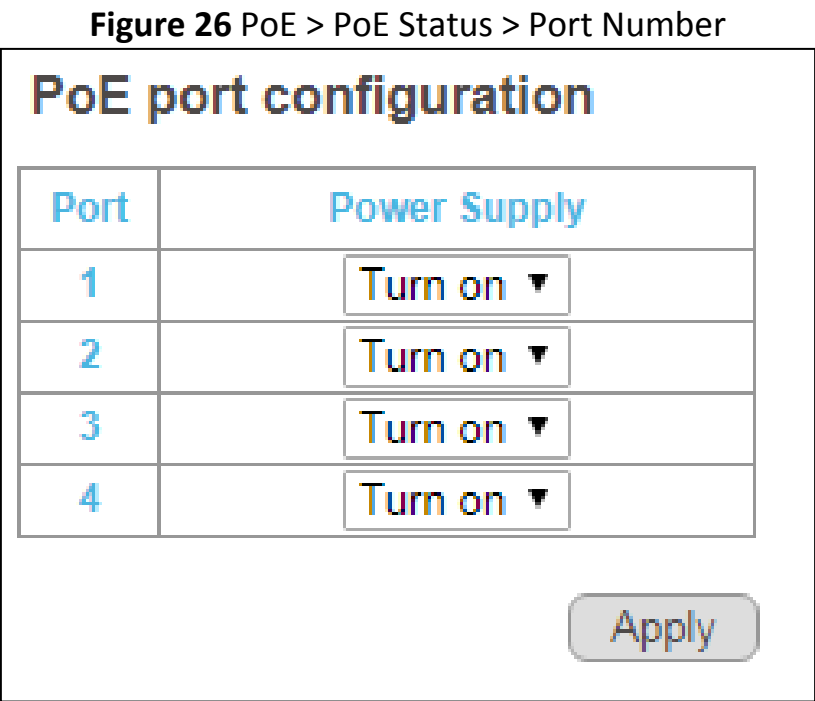 Figure 26 PoE > PoE Status > Port Number
PoE port configuration
Port Power Supply
1 Turn on
2 Turn on
3 Turn on
4 Turn on
Apply